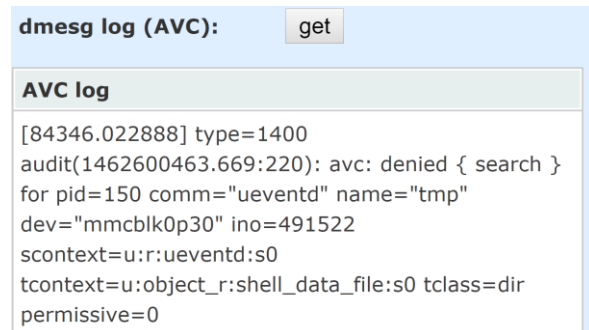 dmesg log (AVC): get
AVC log
[84346.022888] type=1400
audit(1462600463.669:220): avc: denied { search }
for pid=150 comm="ueventd" name="tmp"
dev="mmcblk0p30" ino=491522
scontext=u:r:ueventd:s0
tcontext=u:object_r:shell_data_file:s0 tclass=dir
permissive=0